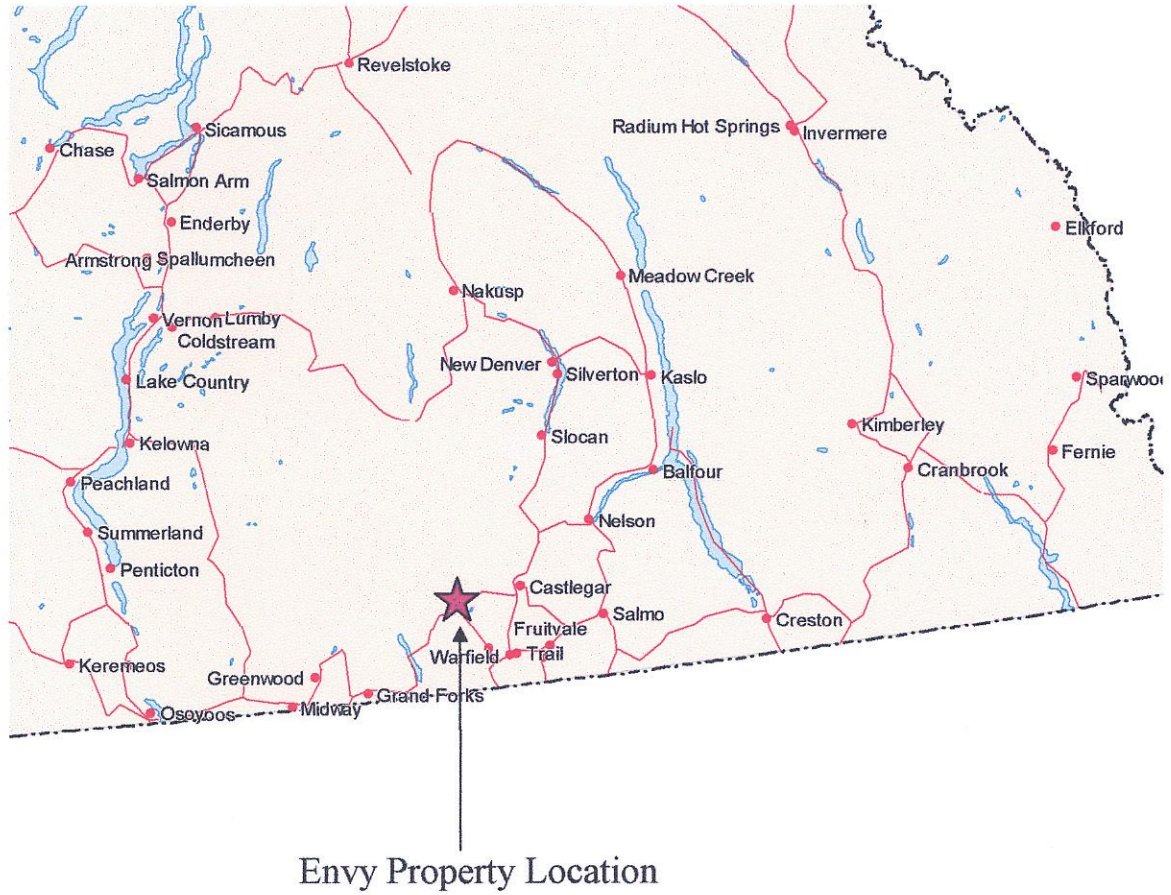 Revelstoke
Sicamous
Radium Hot Springs
Invermere
Chase
Salmon Arm
Enderby
Elkford
Armstrong
Spallumcheen
Meadow Creek
Nakusp
Vernon
Lumby
Coldstream
New Denver
Silverton
Kaslo
Lake Country
Sparwoo
Slocan
Kimberley
Kelowna
Fernie
Cranbrook
Balfour
Peachland
Nelson
Summerland
Penticton
Castlegar
Salmo
Creston
Fruitvale
Warfield
Trail
Keremeos
Greenwood
Grand Forks
Midway
Osoyoos
Envy Property Location